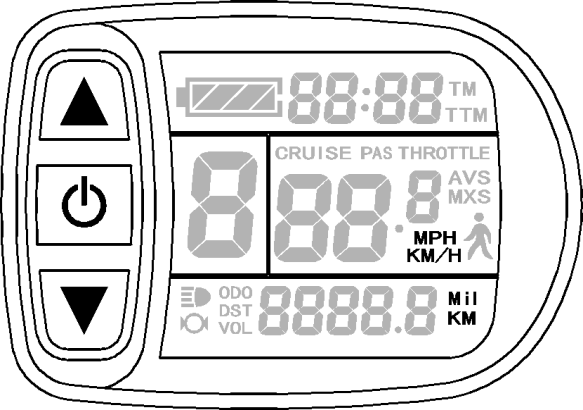 88:88 TM
TTM
CRUISE PAS THROTTLE
8 88.8 AVS
MXS
MPH
KM/H
ODO
DST
VOL
8888.8 Mil
KM